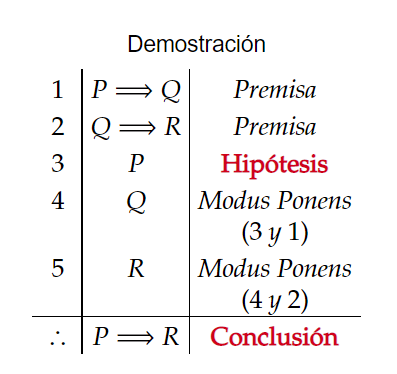 Demostración
1 P ⟹ Q Premisa
2 Q ⟹ R Premisa
3 P Hipótesis
4 Q Modus Ponens
(3 y 1)
5 R Modus Ponens
(4 y 2)
∴ P ⟹ R Conclusión